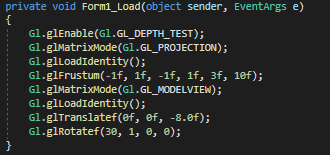 private void Form1_Load(object sender, EventArgs e)
{
Gl.glEnable(Gl.GL_DEPTH_TEST);
Gl.glMatrixMode(Gl.GL_PROJECTION);
Gl.glLoadIdentity();
Gl.glFrustum(-1f, 1f, -1f, 1f, 3f, 10f);
Gl.glMatrixMode(Gl.GL_MODELVIEW);
Gl.glLoadIdentity();
Gl.glTranslatef(0f, 0f, -8.0f);
Gl.glRotatef(30, 1, 0, 0);
}